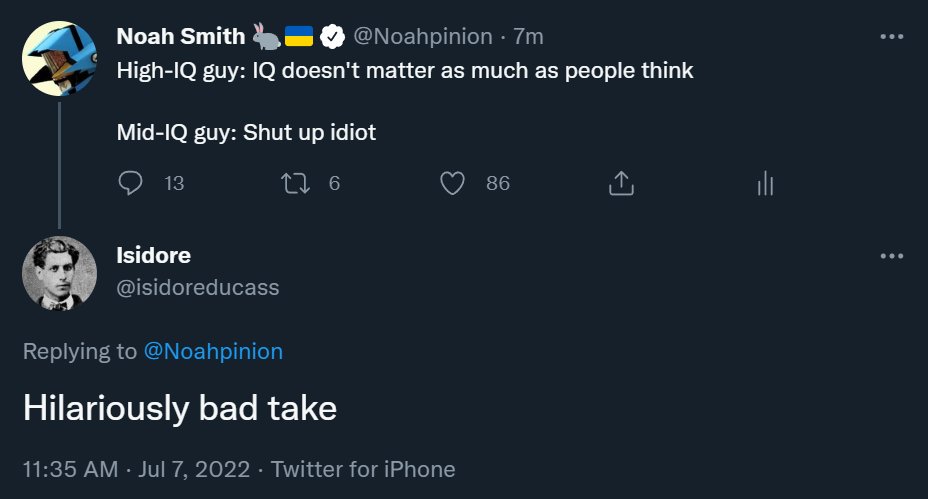 Noah Smith 🐇🇺🇦 @Noahpinion · 7m
High-IQ guy: IQ doesn't matter as much as people think
Mid-IQ guy: Shut up idiot
13 6 86
Isidore
@isidoreducass
Replying to @Noahpinion
Hilariously bad take
11:35 AM · Jul 7, 2022 · Twitter for iPhone